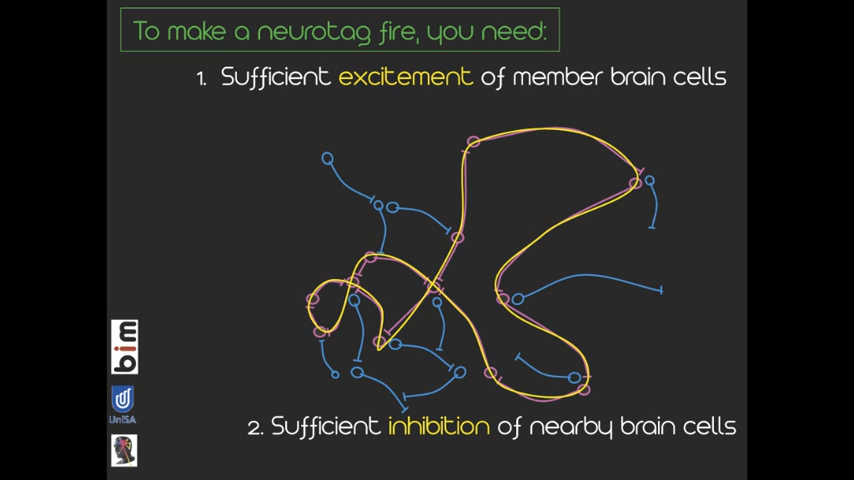 To make a neurotag fire, you need:
1. Sufficient excitement of member brain cells
bim
UniSA
2. Sufficient inhibition of nearby brain cells